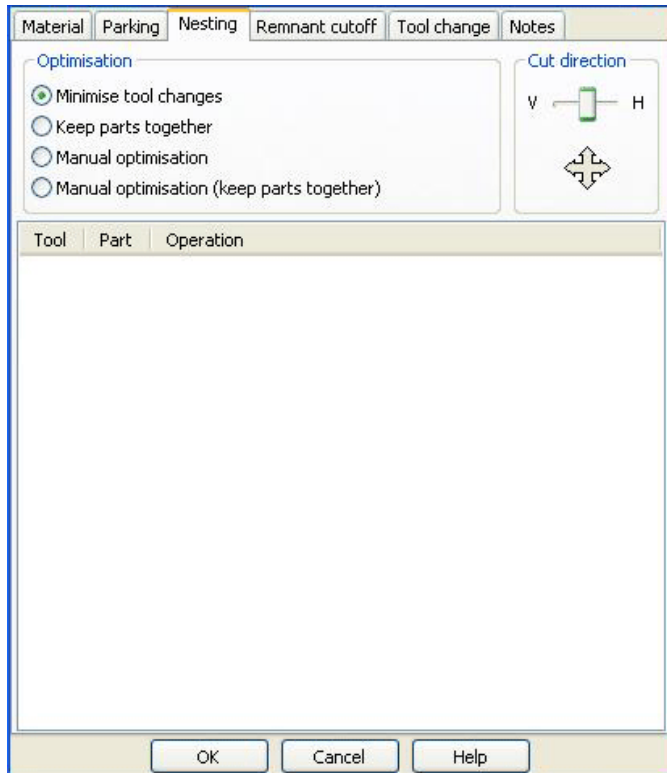 Material Parking Nesting Remnant cutoff Tool change Notes
Optimisation
Minimise tool changes
Keep parts together
Manual optimisation
Manual optimisation (keep parts together)
Cut direction
V H
Tool Part Operation
OK Cancel Help